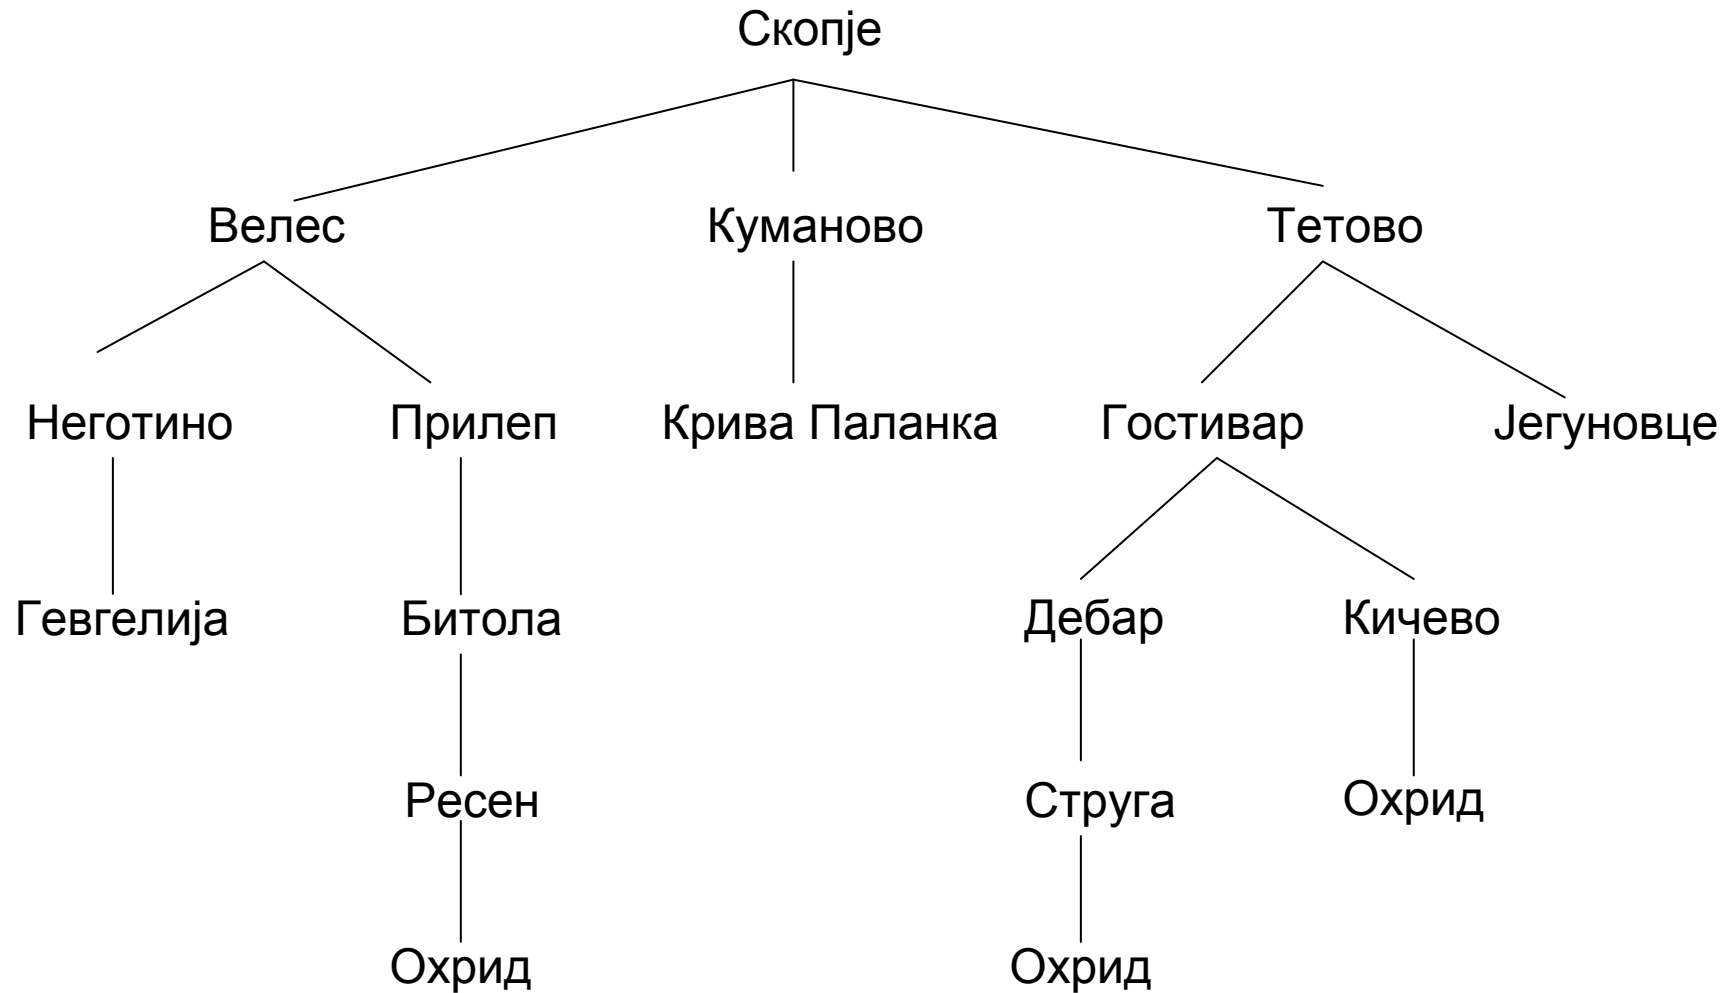 Скопје
Велес Куманово Тетово
Неготино Прилеп Крива Паланка Гостивар Јегуновце
Гевгелија Битола Дебар Кичево
Ресен Струга Охрид
Охрид Охрид